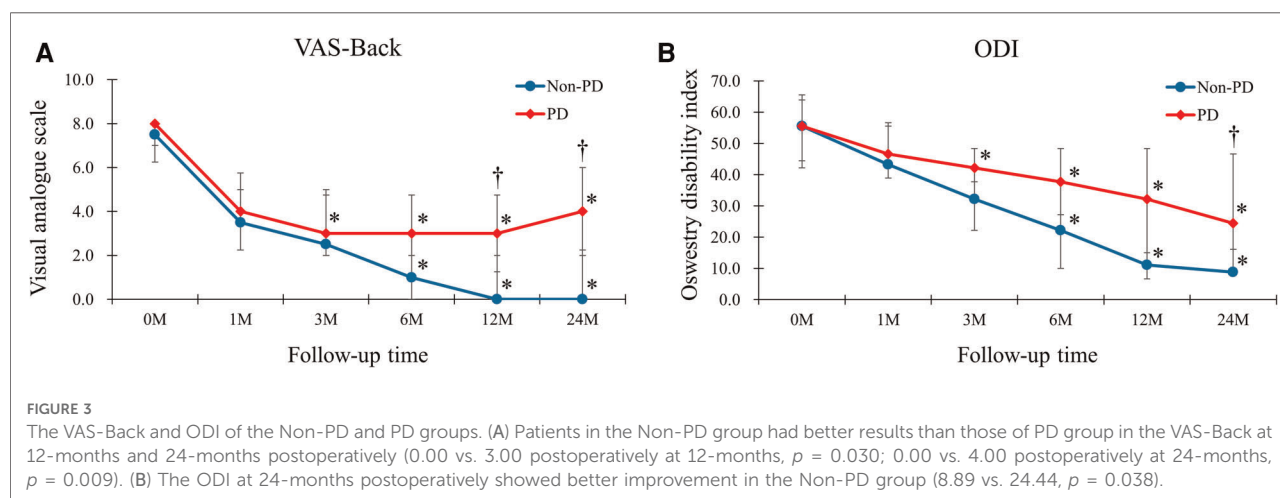 A
VAS-Back
Visual analogue scale
8.0
10.0
6.0
4.0
2.0
0.0
Non-PD
PD
†
†
*
*
*
*
*
*
*
0M
1M
3M
6M
12M
24M
Follow-up time
B
ODI
Oswestry disability index
80.0
70.0
60.0
50.0
40.0
30.0
20.0
10.0
0.0
Non-PD
PD
†
*
*
*
*
*
*
*
0M
1M
3M
6M
12M
24M
Follow-up time
FIGURE 3
The VAS-Back and ODI of the Non-PD and PD groups. (A) Patients in the Non-PD group had better results than those of PD group in the VAS-Back at
12-months and 24-months postoperatively (0.00 vs. 3.00 postoperatively at 12-months, p = 0.030; 0.00 vs. 4.00 postoperatively at 24-months,
p = 0.009). (B) The ODI at 24-months postoperatively showed better improvement in the Non-PD group (8.89 vs. 24.44, p = 0.038).